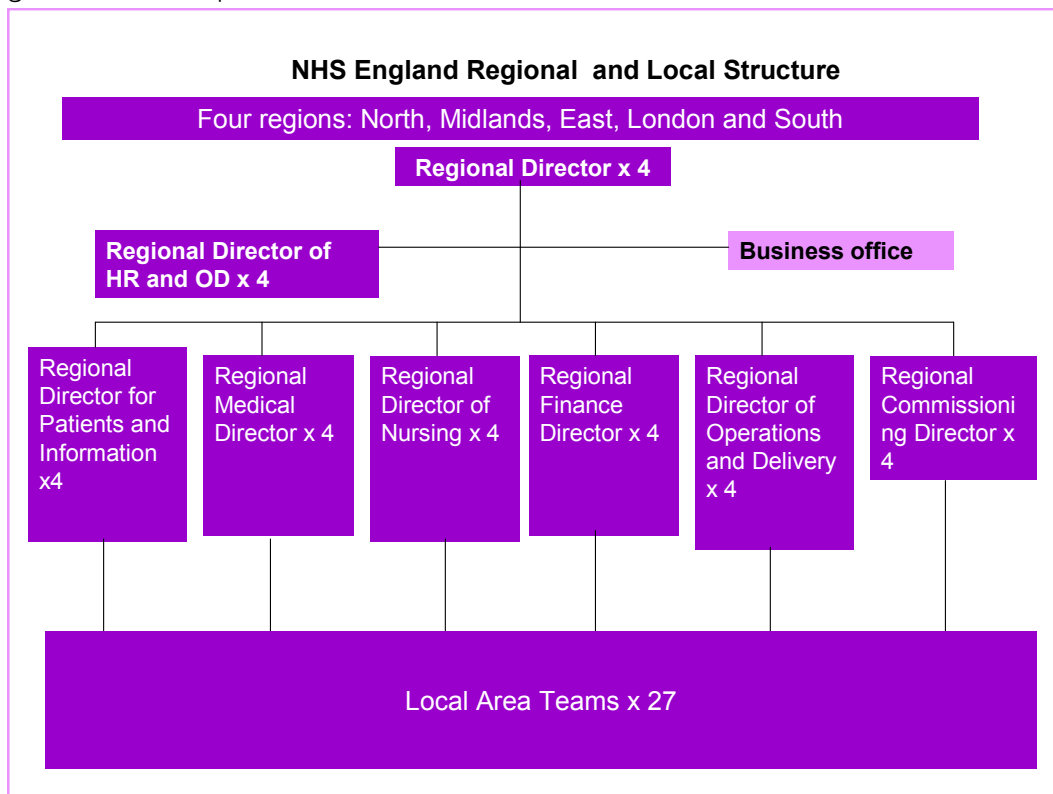 NHS England Regional and Local Structure
Four regions: North, Midlands, East, London and South
Regional Director x 4
Regional Director of
HR and OD x 4
Business office
Regional
Director for
Patients and
Information
x4
Regional
Medical
Director x 4
Regional
Director of
Nursing x 4
Regional
Finance
Director x 4
Regional
Director of
Operations
and Delivery
x 4
Regional
Commissioni
ng Director x
4
Local Area Teams x 27